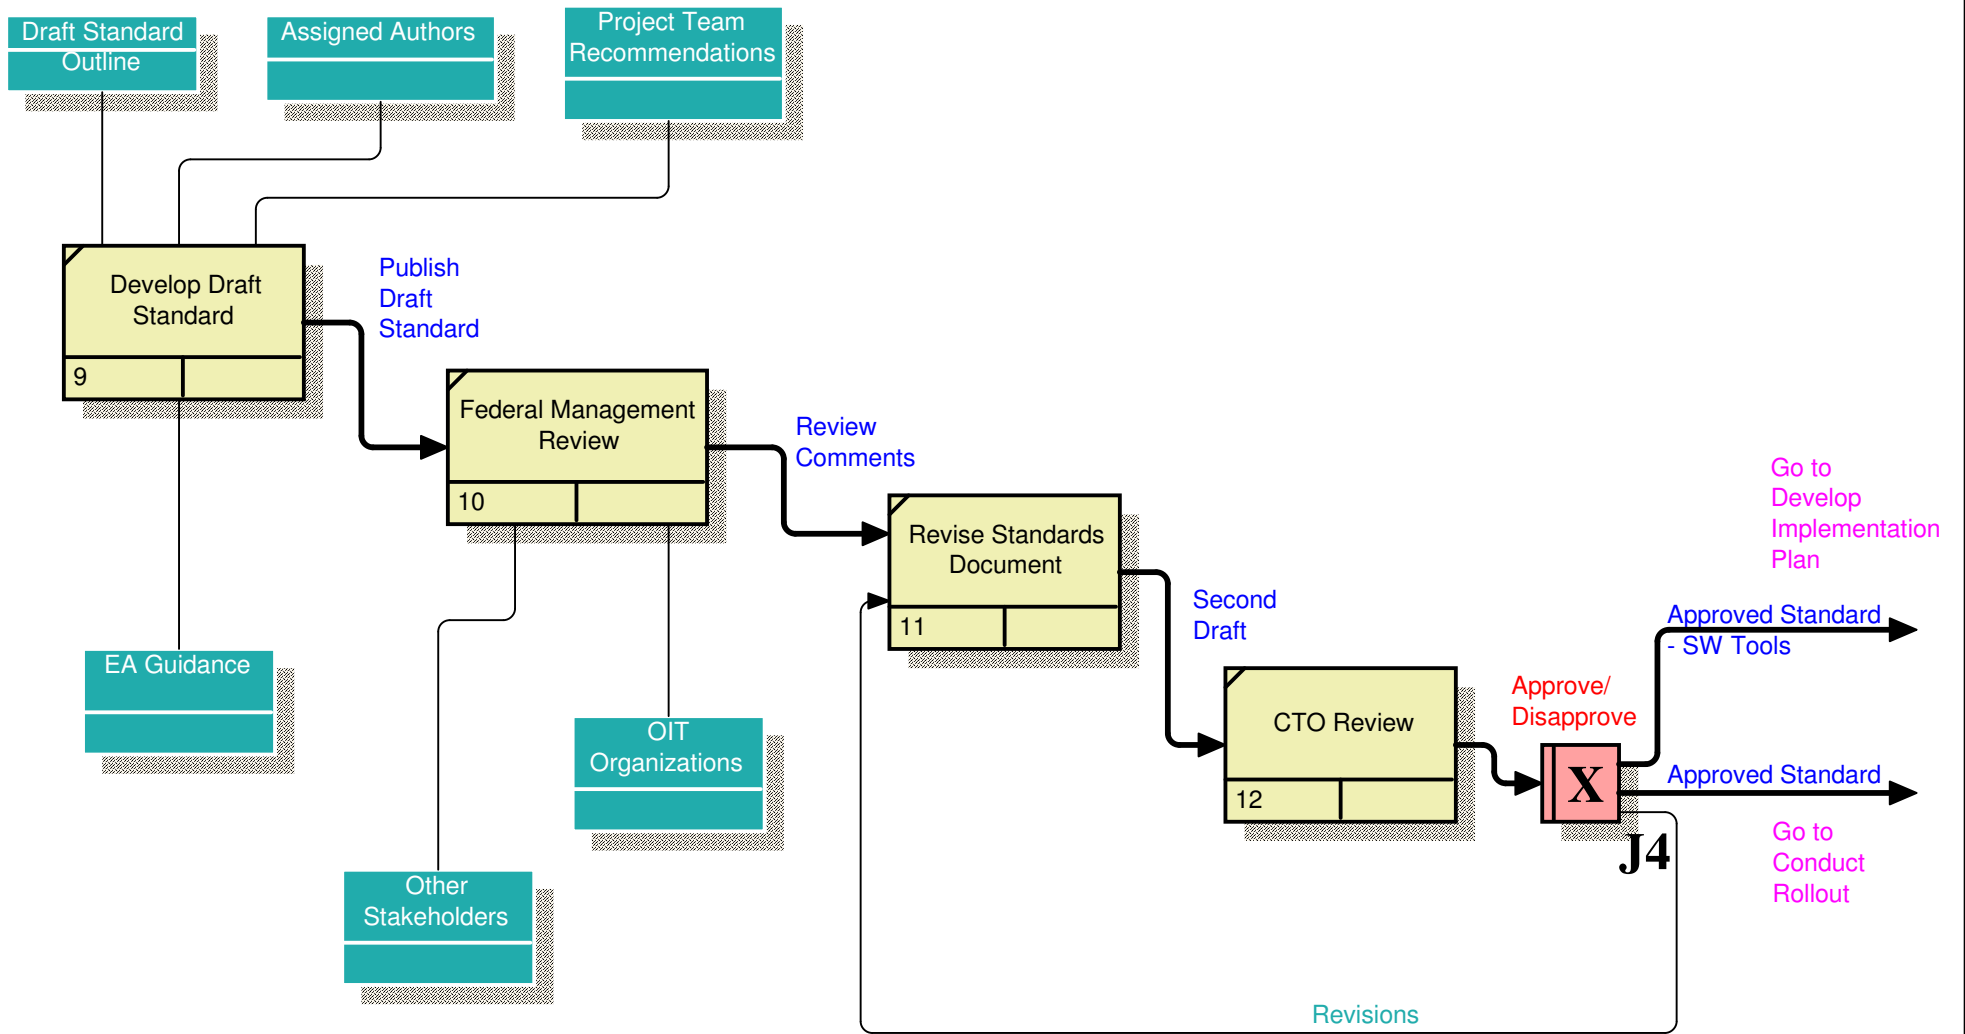 Draft Standard
Outline
Assigned Authors
Project Team
Recommendations
Develop Draft
Standard
9
Publish
Draft
Standard
Federal Management
Review
10
Review
Comments
Revise Standards
Document
11
Second
Draft
CTO Review
12
Approve/
Disapprove
X
J4
Go to
Develop
Implementation
Plan
Approved Standard
- SW Tools
Approved Standard
Go to
Conduct
Rollout
EA Guidance
OIT
Organizations
Other
Stakeholders
Revisions